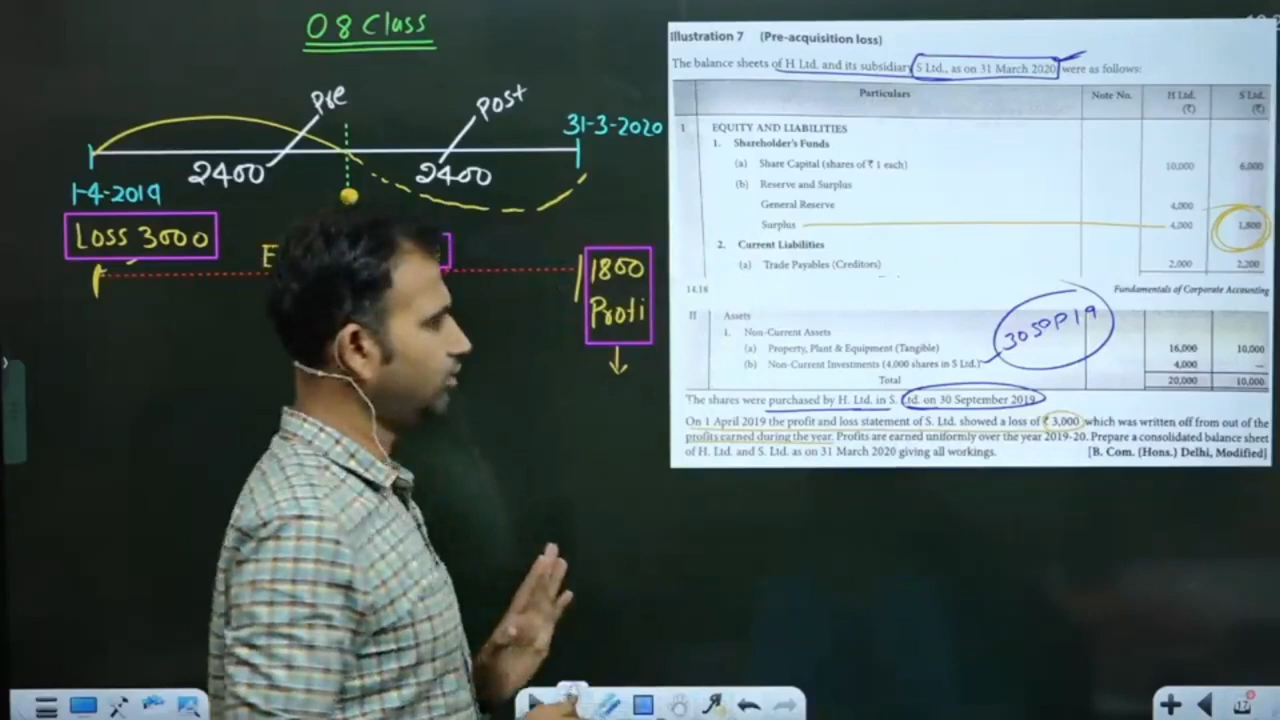 08 Class
Pre
Post
31-3-2020
2400
2400
1-4-2019
Loss 3000
E
1800
Profi
Illustration 7 (Pre-acquisition loss)
The balance sheets of H Ltd. and its subsidiary S Ltd., as on 31 March 2020 were as follows:
Particulars Note No. H Ltd. S Ltd.
(₹) (₹)
I EQUITY AND LIABILITIES
1. Shareholder's Funds
(a) Share Capital (shares of ₹ 1 each) 10,000 6,000
(b) Reserve and Surplus
General Reserve 4,000
Surplus 4,000 1,800
2. Current Liabilities
(a) Trade Payables (Creditors) 2,000 2,200
14.16 Fundamentals of Corporate Accounting
II Assets
1. Non-Current Assets
(a) Property, Plant & Equipment (Tangible) 16,000 10,000
(b) Non-Current Investments (4,000 shares in S Ltd.) 4,000 —
Total 20,000 10,000
30SOP19
The shares were purchased by H. Ltd. in S. Ltd. on 30 September 2019.
On 1 April 2019 the profit and loss statement of S. Ltd. showed a loss of ₹ 3,000 which was written off from out of the
profits earned during the year. Profits are earned uniformly over the year 2019-20. Prepare a consolidated balance sheet
of H. Ltd. and S. Ltd. as on 31 March 2020 giving all workings. [B. Com. (Hons.) Delhi, Modified]
17